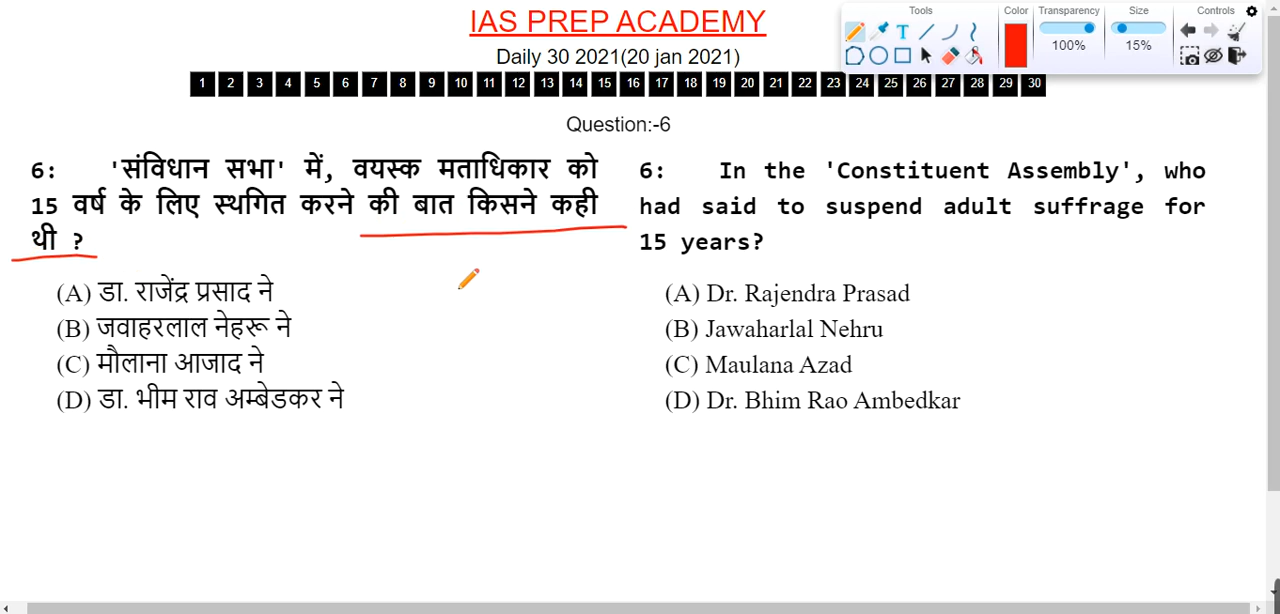 IAS PREP ACADEMY
Daily 30 2021(20 jan 2021)
Tools
Color
Transparency
Size
Controls
100%
15%
1 2 3 4 5 6 7 8 9 10 11 12 13 14 15 16 17 18 19 20 21 22 23 24 25 26 27 28 29 30
Question:-6
6: 'संविधान सभा' में, वयस्क मताधिकार को
15 वर्ष के लिए स्थगित करने की बात किसने कही
थी ?
(A) डा. राजेंद्र प्रसाद ने
(B) जवाहरलाल नेहरू ने
(C) मौलाना आजाद ने
(D) डा. भीम राव अम्बेडकर ने
6: In the 'Constituent Assembly', who
had said to suspend adult suffrage for
15 years?
(A) Dr. Rajendra Prasad
(B) Jawaharlal Nehru
(C) Maulana Azad
(D) Dr. Bhim Rao Ambedkar